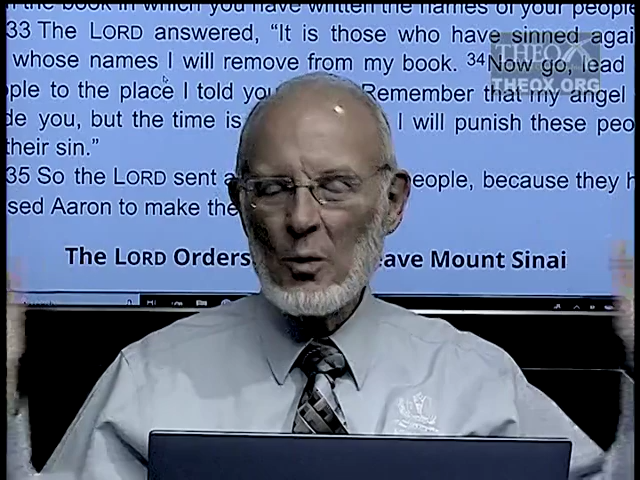 the book in which you have written the names of your people
33 The LORD answered, “It is those who have sinned agai
whose names I will remove from my book. 34 Now go, lead
ple to the place I told you Remember that my angel
de you, but the time is I will punish these peo
their sin.”
35 So the LORD sent a eople, because they h
sed Aaron to make the
The LORD Orders eave Mount Sinai
THEOX
THEOX.ORG